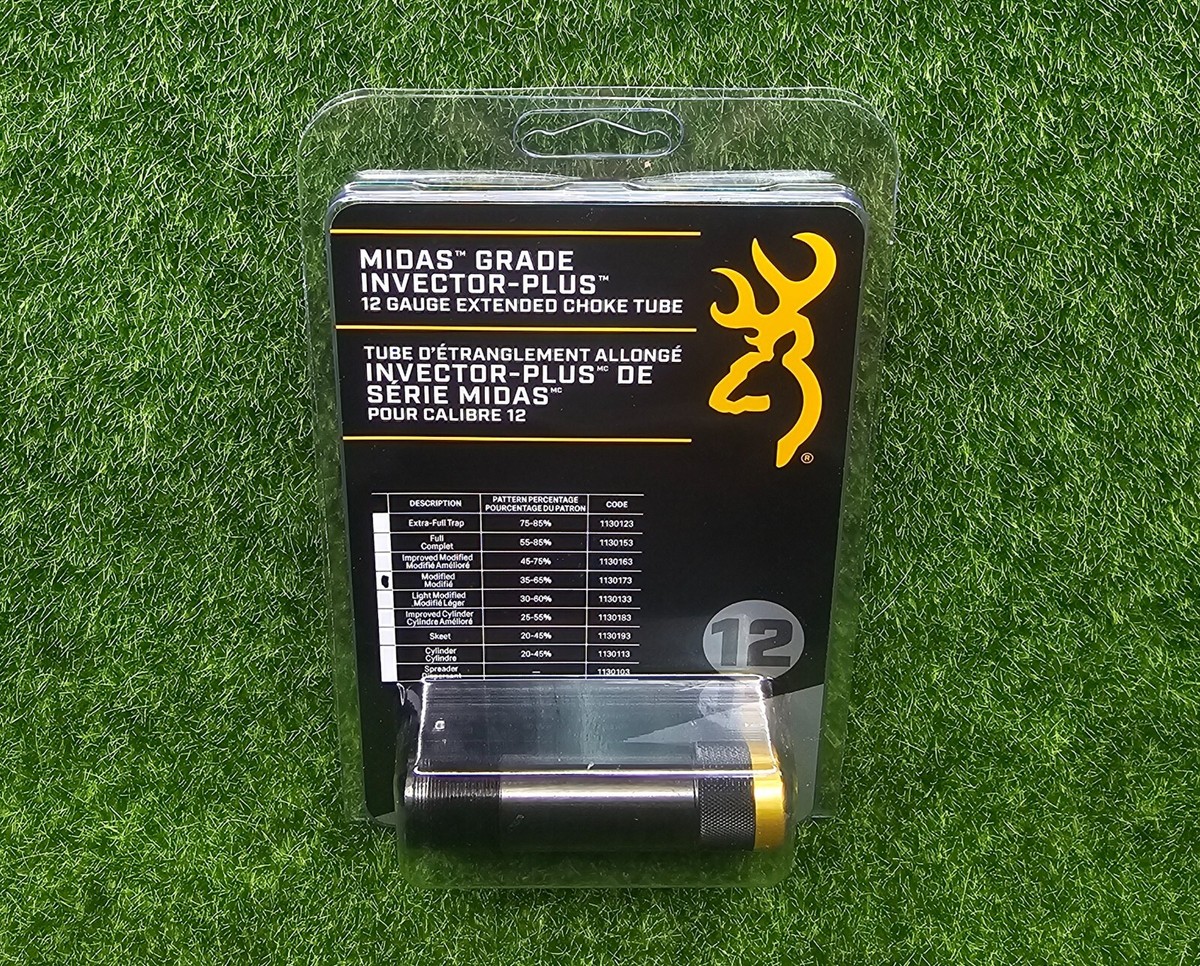 MIDAS™ GRADE
INVECTOR-PLUS™
12 GAUGE EXTENDED CHOKE TUBE
TUBE D'ÉTRANGLEMENT ALLONGÉ
INVECTOR-PLUS MC DE
SÉRIE MIDAS MC
POUR CALIBRE 12
®
DESCRIPTION PATTERN PERCENTAGE POURCENTAGE DU PATRON CODE
Extra-Full Trap 75-85% 1130123
Full Complet 55-85% 1130153
Improved Modified Modifié Amélioré 45-75% 1130163
Modified Modifié 35-65% 1130173
Light Modified Modifié Léger 30-60% 1130133
Improved Cylinder Cylindre Amélioré 25-55% 1130183
Skeet 20-45% 1130193
Cylinder Cylindre 20-45% 1130113
Spreader Dispersant — 1130103
12